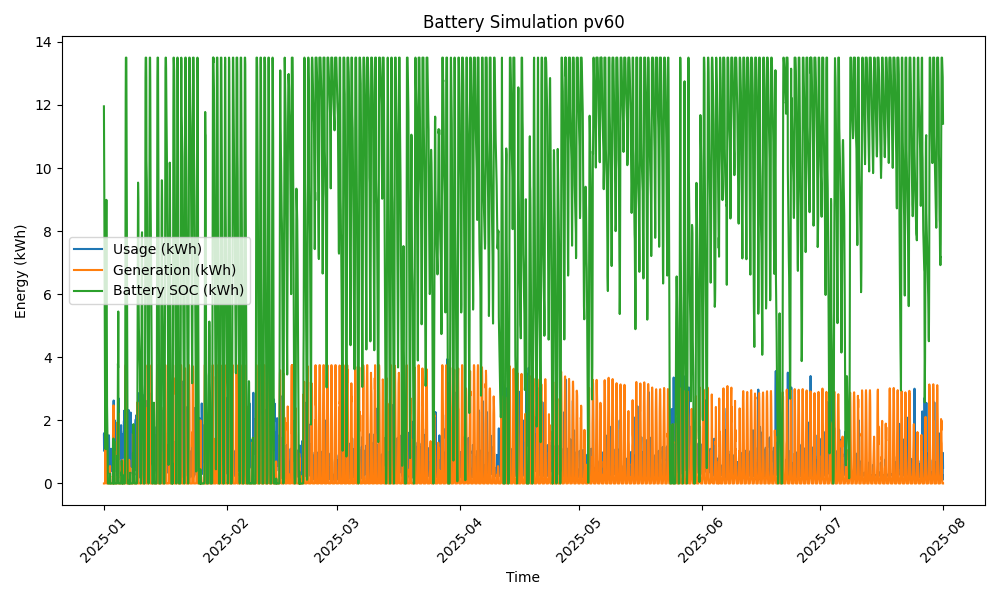 Battery Simulation pv60
Energy (kWh)
14
12
10
8
6
4
2
0
Usage (kWh)
Generation (kWh)
Battery SOC (kWh)
2025-01
2025-02
2025-03
2025-04
2025-05
2025-06
2025-07
2025-08
Time